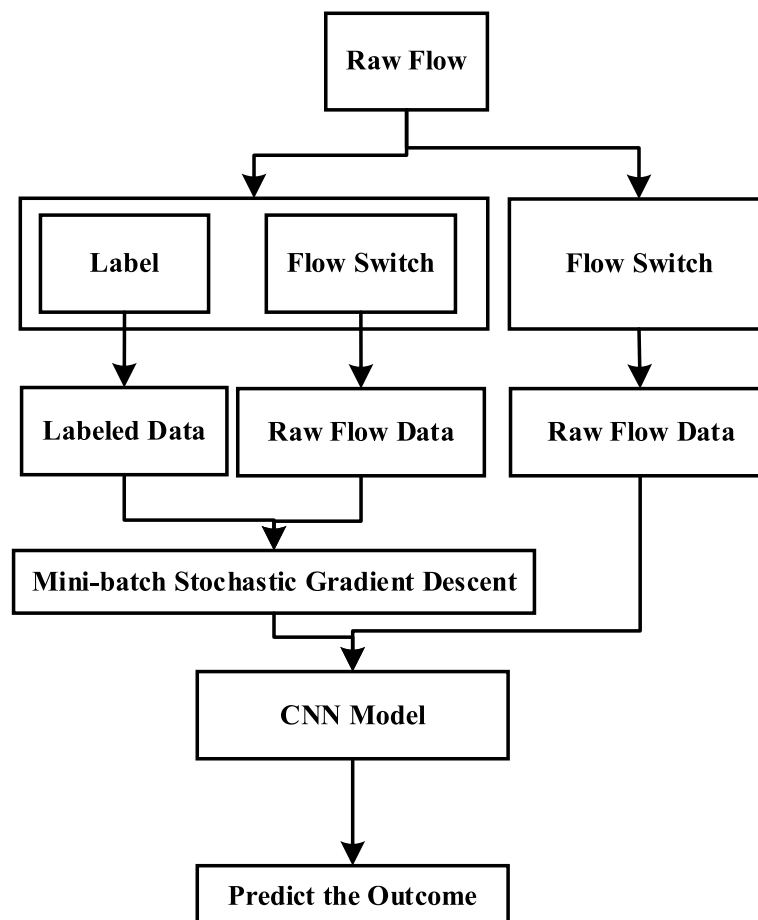 Raw Flow
Label
Flow Switch
Flow Switch
Labeled Data
Raw Flow Data
Raw Flow Data
Mini-batch Stochastic Gradient Descent
CNN Model
Predict the Outcome